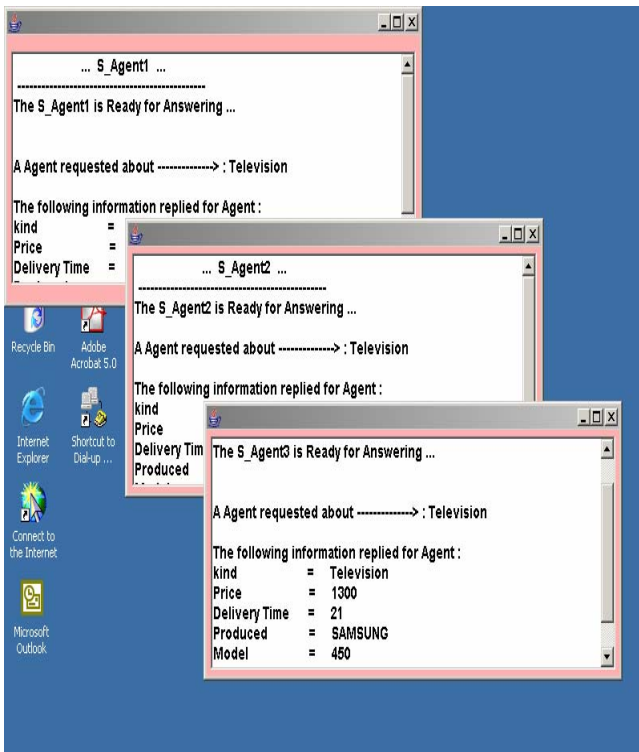 ... S_Agent1 ...
-----------------------------------------------
The S_Agent1 is Ready for Answering ...
A Agent requested about --------------> : Television
The following information replied for Agent :
kind =
Price =
Delivery Time =
... S_Agent2 ...
-----------------------------------------------
The S_Agent2 is Ready for Answering ...
A Agent requested about --------------> : Television
The following information replied for Agent :
kind
Price
Delivery Tim
Produced
The S_Agent3 is Ready for Answering ...
A Agent requested about --------------> : Television
The following information replied for Agent :
kind = Television
Price = 1300
Delivery Time = 21
Produced = SAMSUNG
Model = 450
Recycle Bin
Adobe
Acrobat 5.0
Internet
Explorer
Shortcut to
Dial-up ...
Connect to
the Internet
Microsoft
Outlook